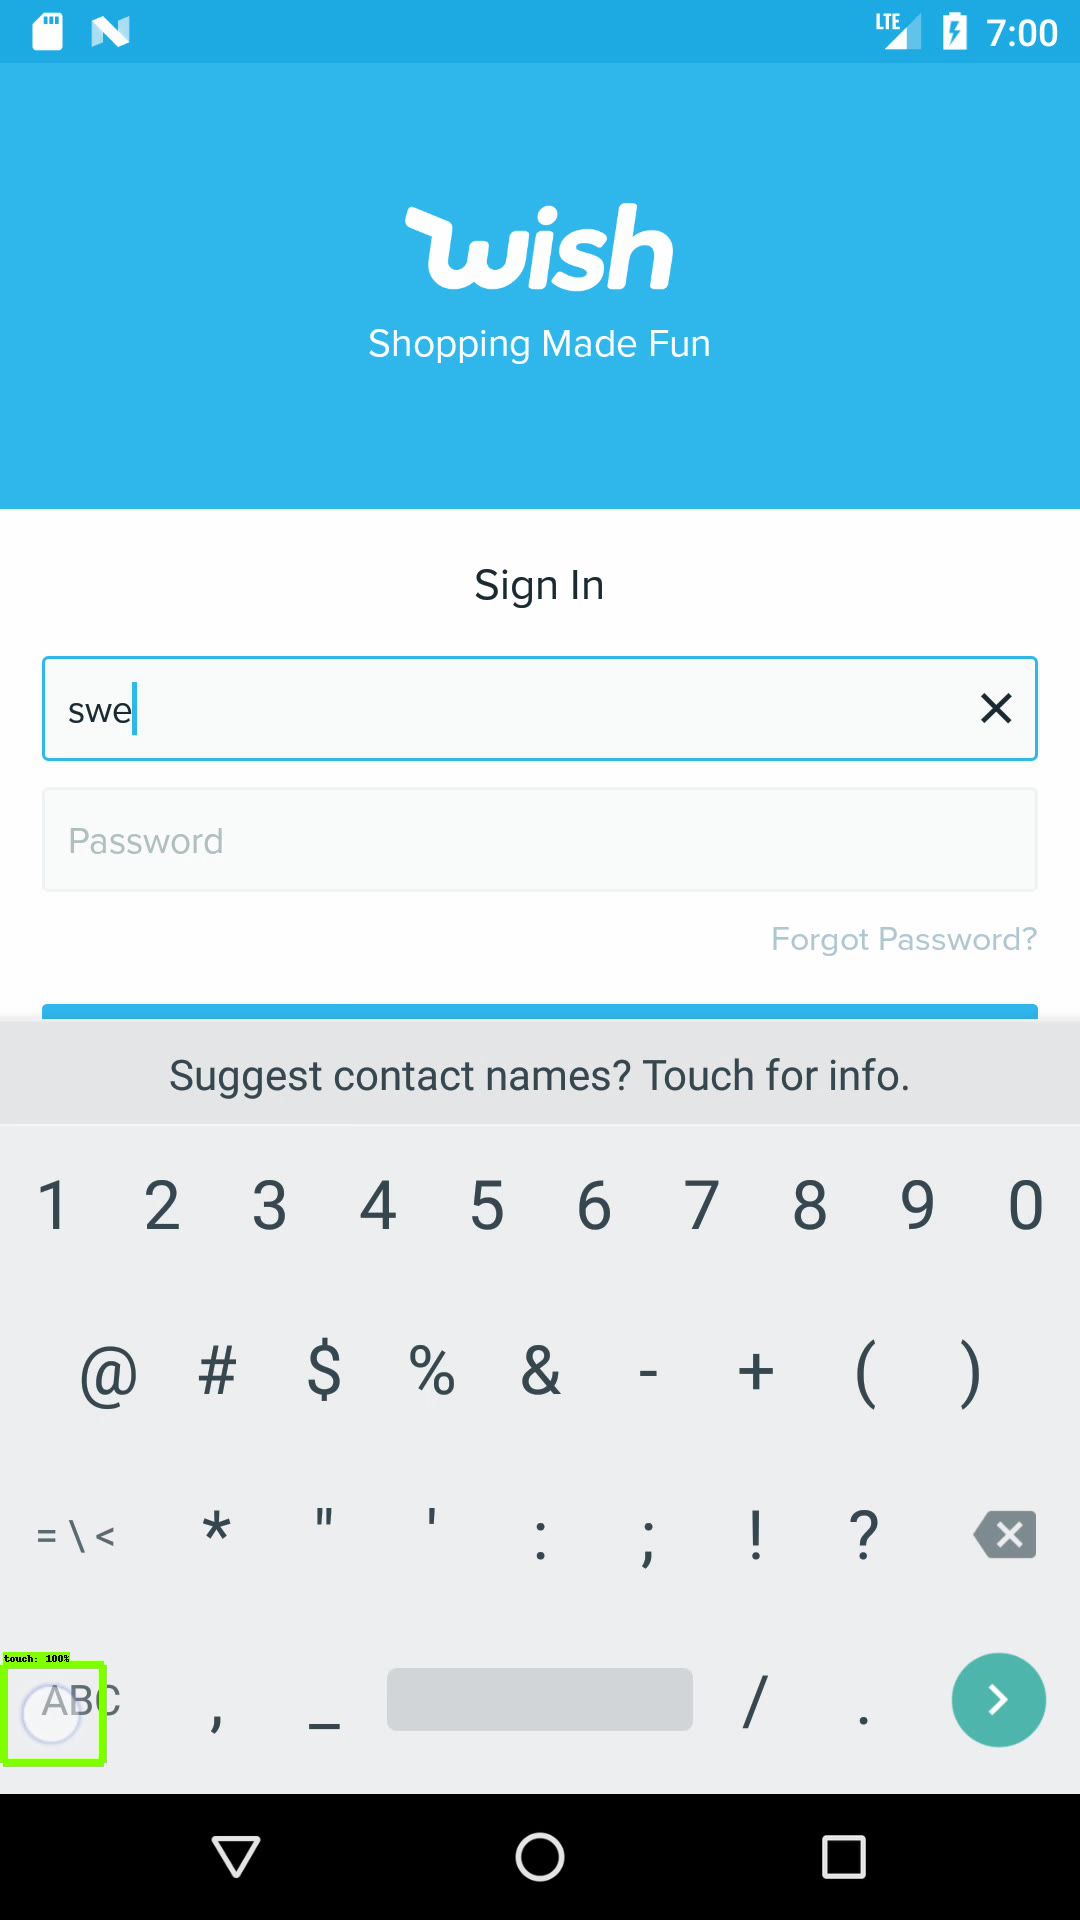 LTE 7:00
wish
Shopping Made Fun
Sign In
swe
Password
Forgot Password?
Suggest contact names? Touch for info.
1 2 3 4 5 6 7 8 9 0
@ # $ % & - + ( )
= \ < * " ' : ; ! ?
touch: 100%
ABC , _ / .